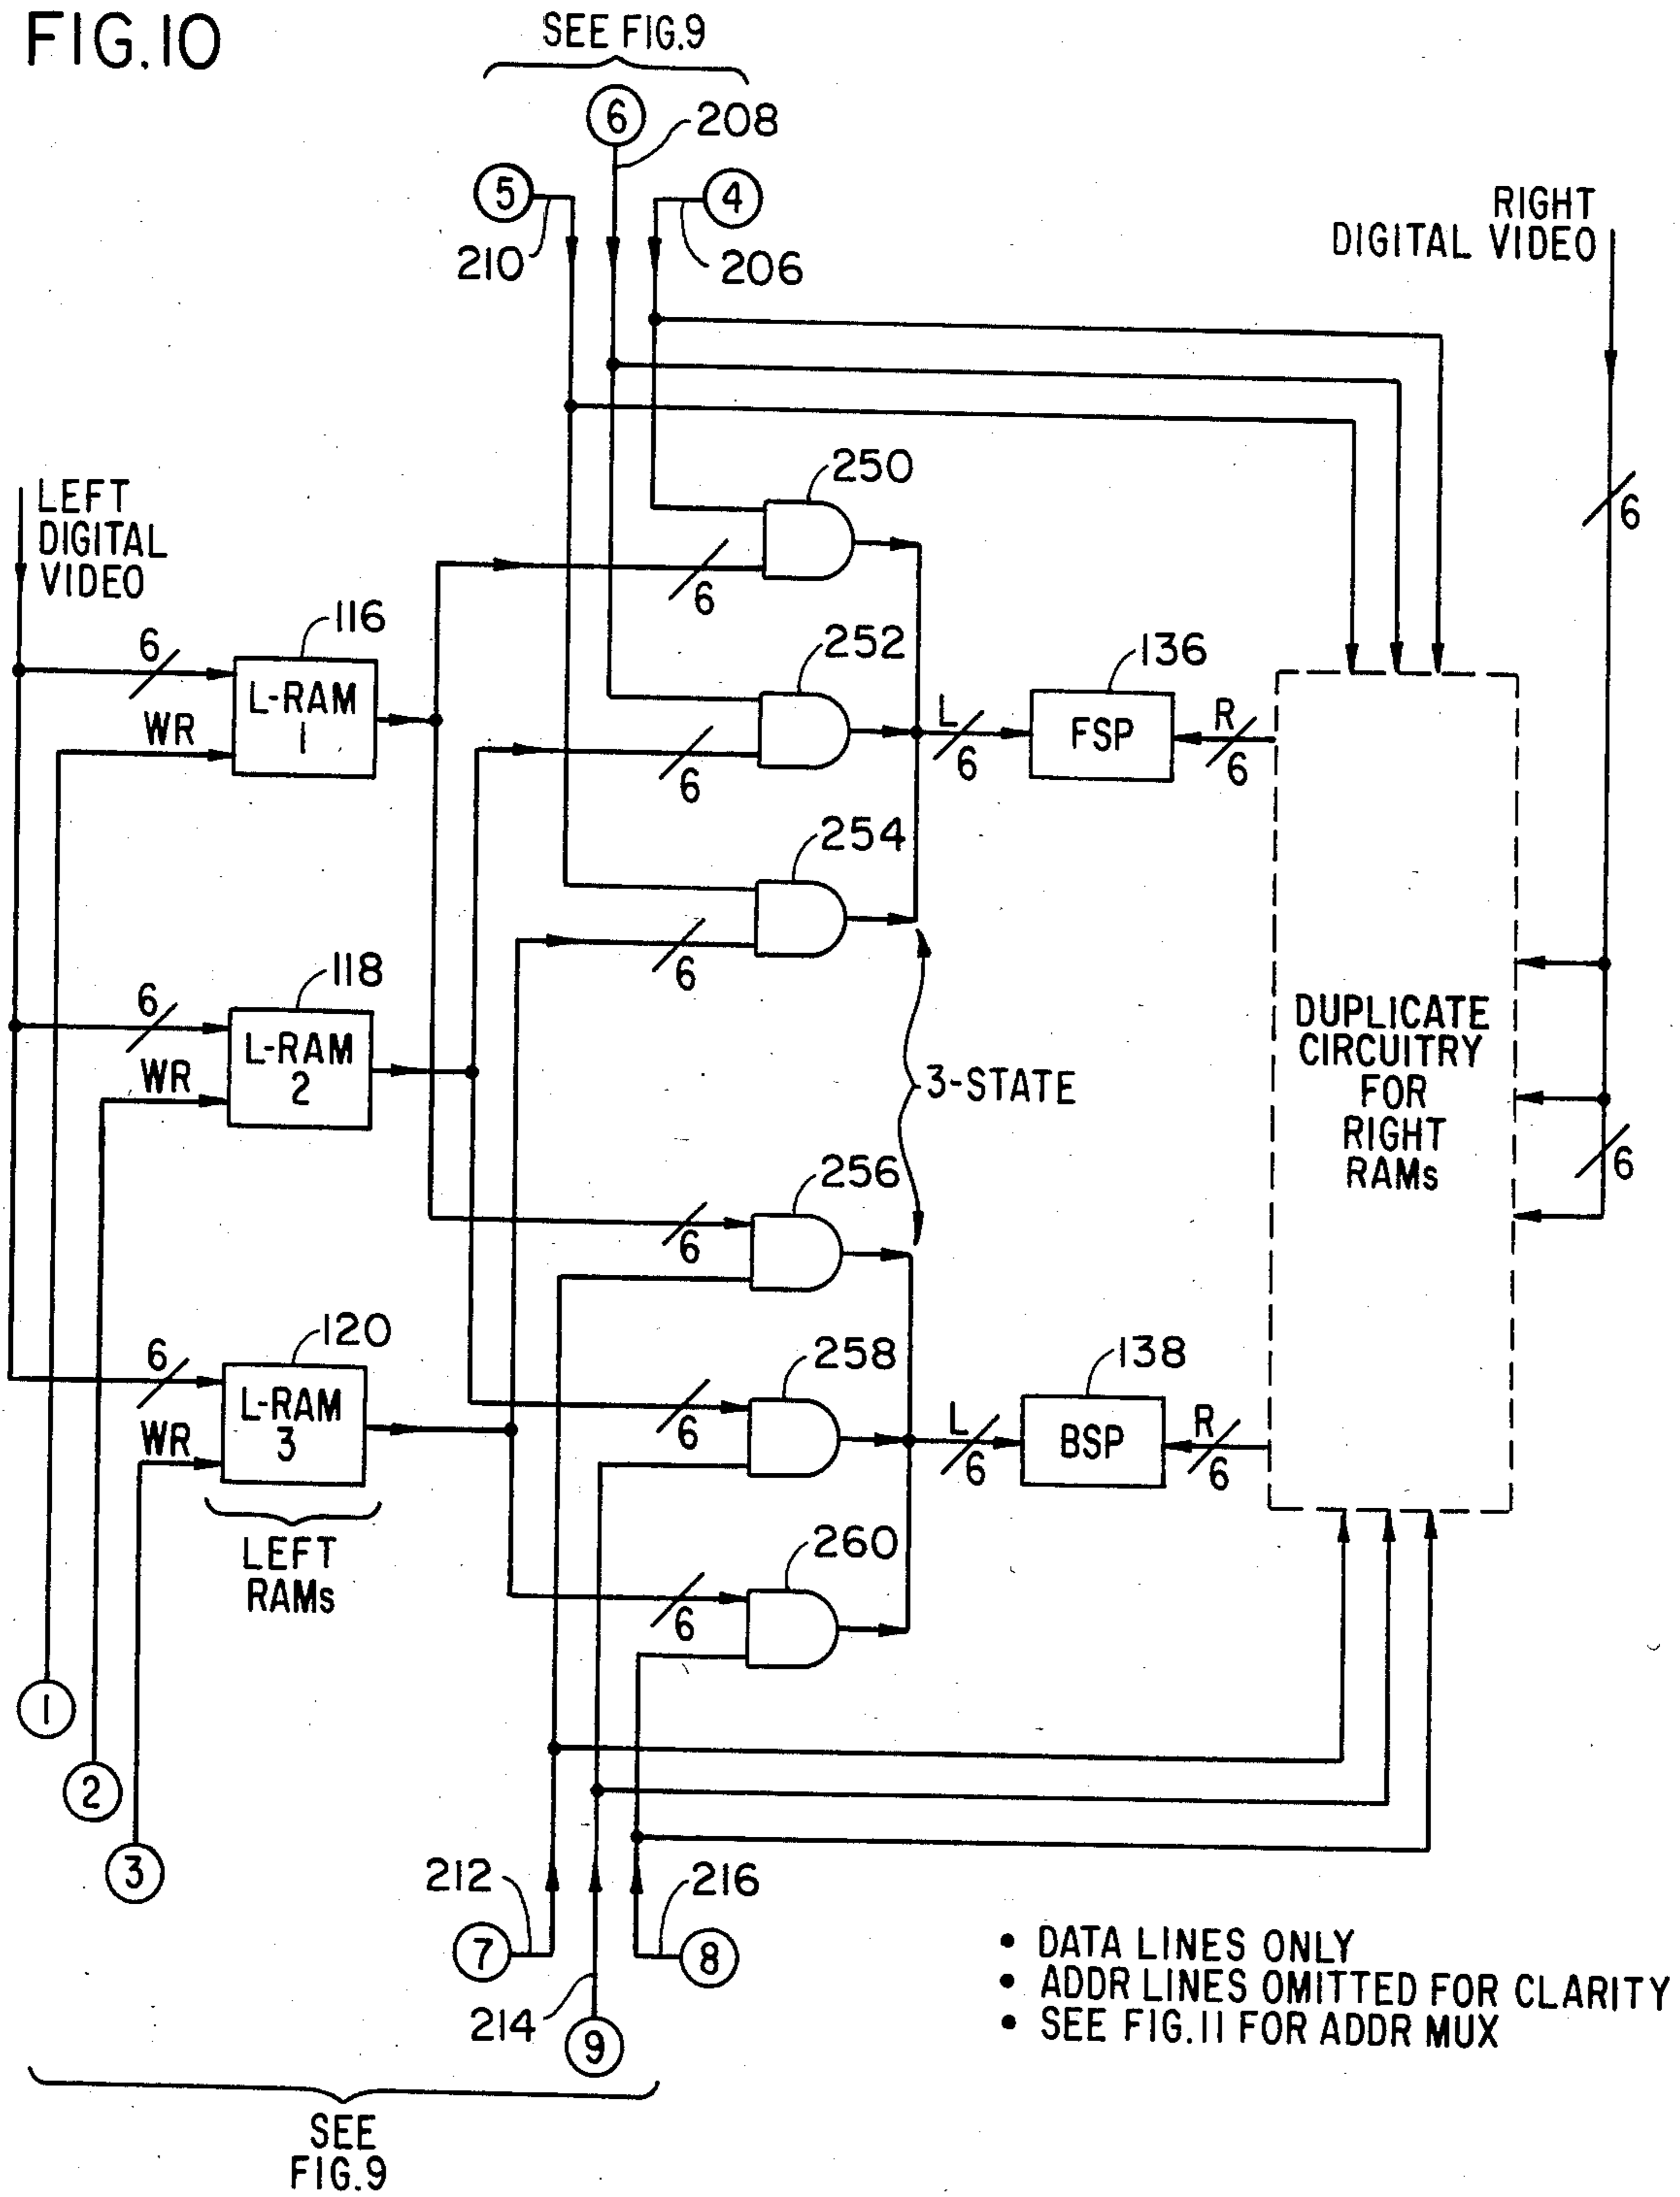 FIG.10
SEE FIG.9
6
208
5
4
210
206
RIGHT
DIGITAL VIDEO
6
LEFT
DIGITAL
VIDEO
250
6
6
116
L-RAM
1
WR
252
6
136
L
6
FSP
R
6
254
6
118
6
L-RAM
2
WR
3-STATE
DUPLICATE
CIRCUITRY
FOR
RIGHT
RAMs
6
256
6
120
6
L-RAM
3
WR
258
6
138
L
6
BSP
R
6
LEFT
RAMs
260
6
1
2
3
212
216
7
8
214
9
• DATA LINES ONLY
• ADDR LINES OMITTED FOR CLARITY
• SEE FIG.11 FOR ADDR MUX
SEE
FIG.9